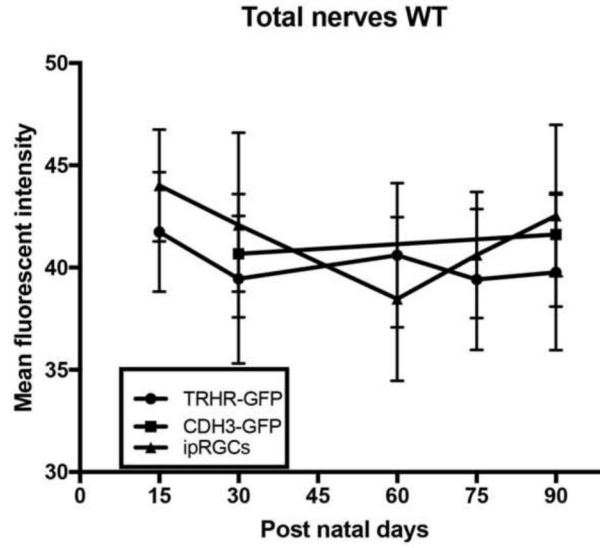 Total nerves WT
Mean fluorescent intensity
50
45
40
35
30
TRHR-GFP
CDH3-GFP
ipRGCs
0 15 30 45 60 75 90
Post natal days